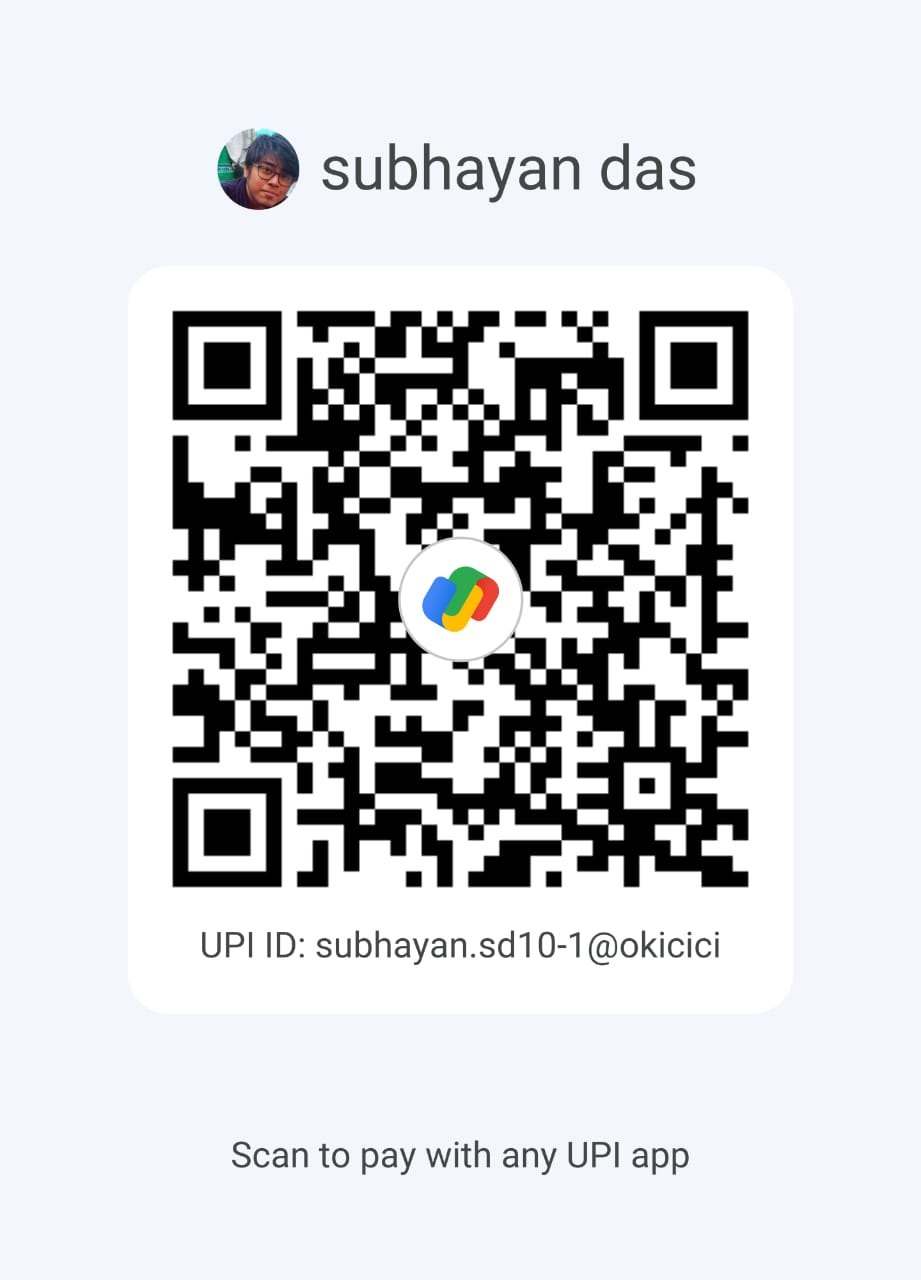 subhayan das
UPI ID: subhayan.sd10-1@okicici
Scan to pay with any UPI app